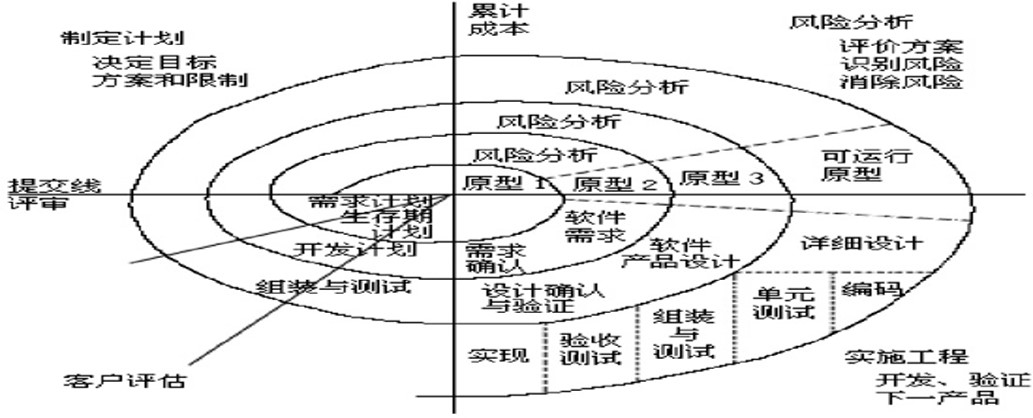 累计
成本
制定计划
决定目标
方案和限制
风险分析
评价方案
识别风险
消除风险
风险分析
风险分析
风险分析
可运行
原型
提交线
评审
原型 1
原型 2
原型 3
需求计划
生存期
计划
开发计划
组装与测试
软件
需求
需求
确认
软件
产品设计
详细设计
设计确认
与验证
实现
验收
测试
组装
与
测试
单元
测试
编码
客户评估
实施工程
开发、验证
下一产品